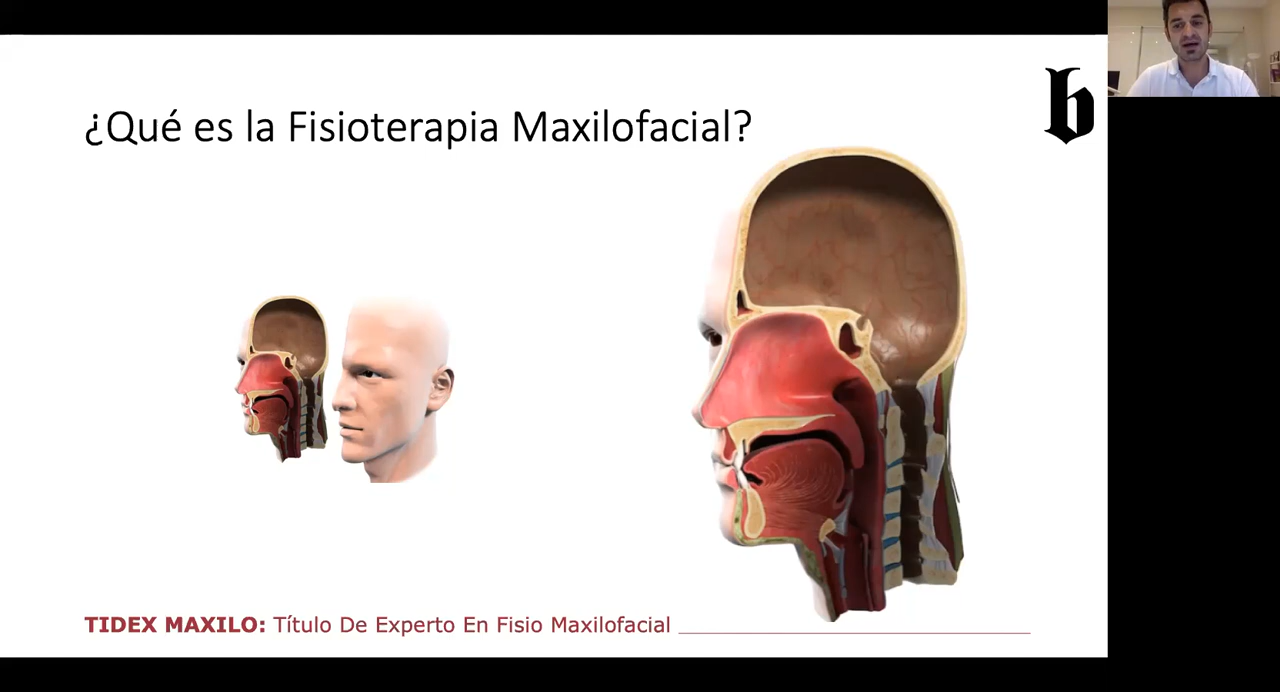 ¿Qué es la Fisioterapia Maxilofacial?
b
TIDEX MAXILO: Título De Experto En Fisio Maxilofacial